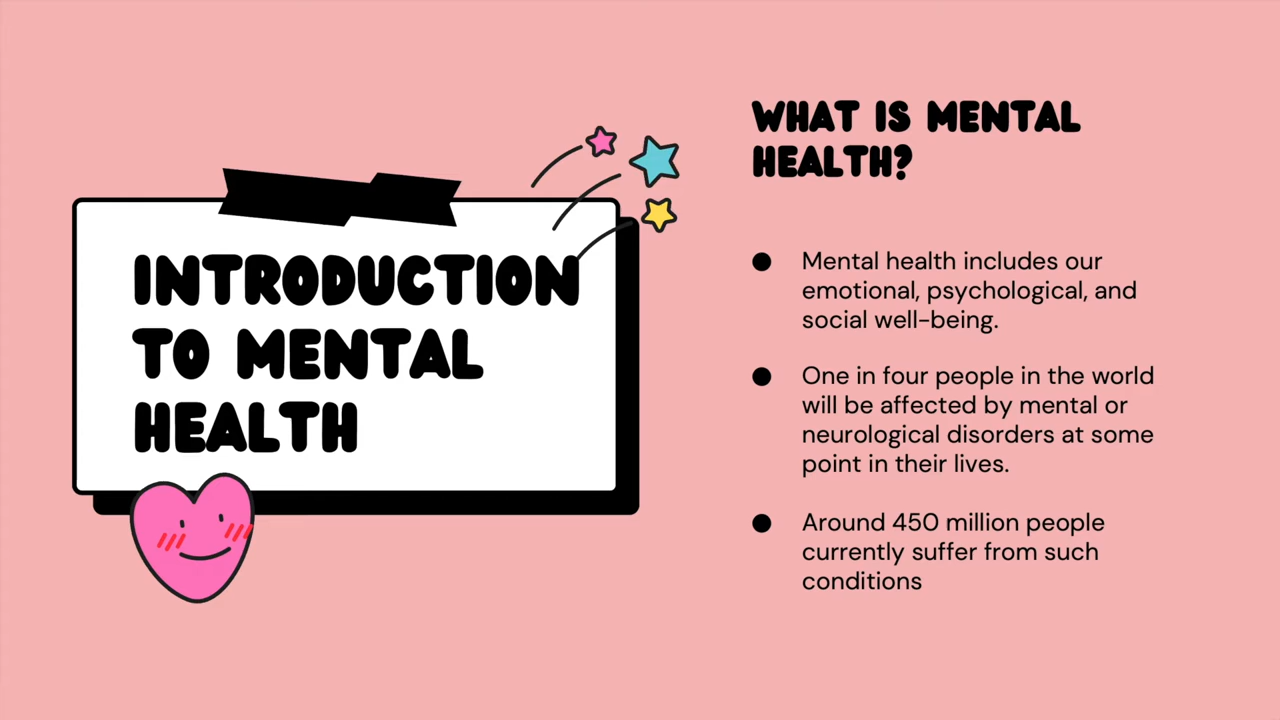 INTRODUCTION
TO MENTAL
HEALTH
WHAT IS MENTAL
HEALTH?
● Mental health includes our
emotional, psychological, and
social well-being.
● One in four people in the world
will be affected by mental or
neurological disorders at some
point in their lives.
● Around 450 million people
currently suffer from such
conditions